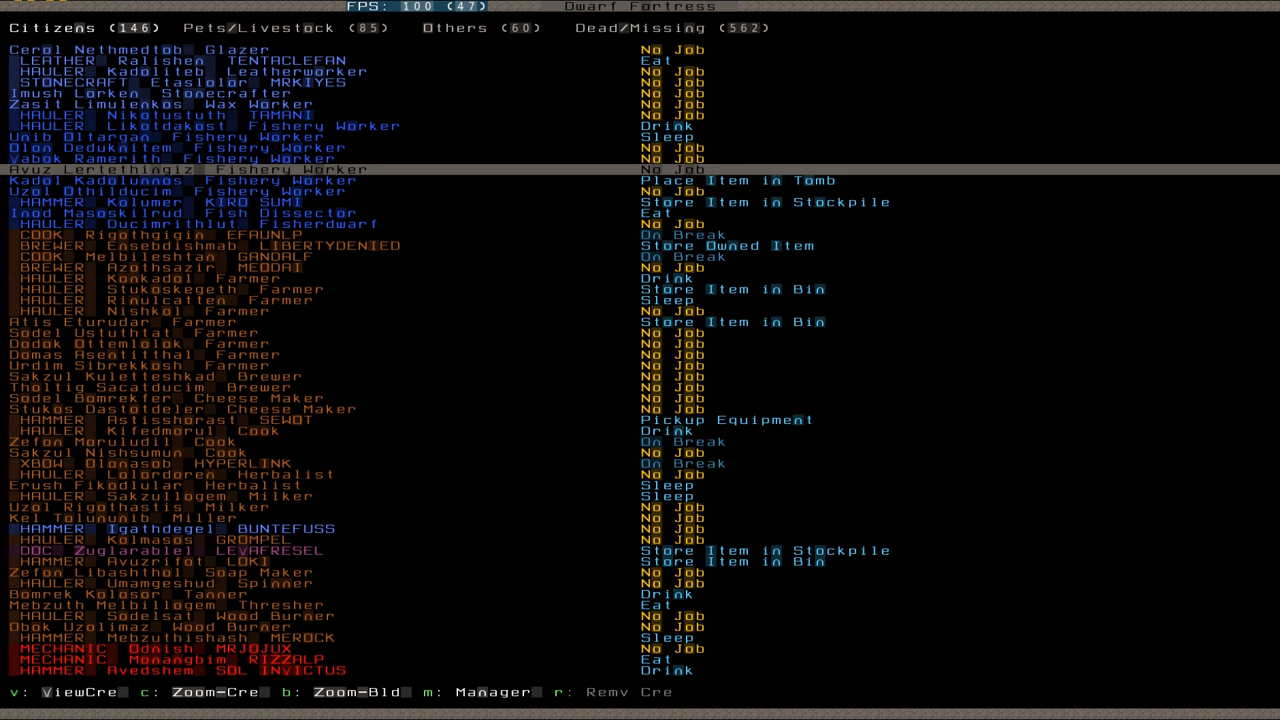 FPS: 100 (47) Dwarf Fortress
Citizens (146) Pets/Livestock (85) Others (60) Dead/Missing (562)
Cerol Nethmedtob Glazer No Job
LEATHER Ralishen TENTACLEFAN Eat
HAULER Kadoliteb Leatherworker No Job
STONECRAFT Etaslolor MRKIYES No Job
Imush Lorken Stonecrafter No Job
Zasit Limulenkos Wax Worker No Job
HAULER Nikotustuth TAMANI No Job
HAULER Likotdakost Fishery Worker Drink
Unib Oltargan Fishery Worker Sleep
Olon Deduknitem Fishery Worker No Job
Vabok Ramerith Fishery Worker No Job
Avuz Lertethingiz Fishery Worker No Job
Kadol Kadolunnos Fishery Worker Place Item in Tomb
Uzol Othilducim Fishery Worker No Job
HAMMER Kolumer KIRO SUMI Store Item in Stockpile
Inod Masoskilrud Fish Dissector Eat
HAULER Ducimrithlut Fisherdwarf No Job
COOK Rigothgigin EFAUNLP On Break
BREWER Ensebdishmab LIBERTYDENIED Store Owned Item
COOK Melbileshtan GANDALF On Break
BREWER Azothsazir MEODAI No Job
HAULER Konkadol Farmer Drink
HAULER Stukoskegeth Farmer Store Item in Bin
HAULER Rinulcatten Farmer Sleep
HAULER Nishkol Farmer No Job
Atis Eturudar Farmer Store Item in Bin
Sodel Ustuthtat Farmer No Job
Dodok Ottemlolok Farmer No Job
Domas Asentitthal Farmer No Job
Urdim Sibrekkosh Farmer No Job
Sakzul Kuletteshkad Brewer No Job
Tholtig Sacatducim Brewer No Job
Sodel Bomrekfer Cheese Maker No Job
Stukos Dastotdeler Cheese Maker No Job
HAMMER Astisshorast SEWOT Pickup Equipment
HAULER Kifedmorul Cook Drink
Zefon Moruludil Cook On Break
Sakzul Nishsumun Cook No Job
XBOW Olonasob HYPERLINK On Break
HAULER Lolordoren Herbalist No Job
Erush Fikodlular Herbalist Sleep
HAULER Sakzullogem Milker Sleep
Uzol Rigothastis Milker No Job
Kel Tolununib Miller No Job
HAMMER Igathdegel BUNTEFUSS No Job
HAULER Kolmasos GROMPEL No Job
DOC Zuglarablel LEVAFRESEL Store Item in Stockpile
HAMMER Avuzrifot LOKI Store Item in Bin
Zefon Libashthol Soap Maker No Job
HAULER Umamgeshud Spinner No Job
Bomrek Kolosor Tanner Drink
Mebzuth Melbillogem Thresher Eat
HAULER Sodelsat Wood Burner No Job
Obok Uzolimaz Wood Burner No Job
HAMMER Mebzuthishash MEROCK Sleep
MECHANIC Odnish MRJOJUX No Job
MECHANIC Monangbim RIZZALP Eat
HAMMER Avedshem SOL INVICTUS Drink
v: ViewCre c: Zoom-Cre b: Zoom-Bld m: Manager r: Remv Cre